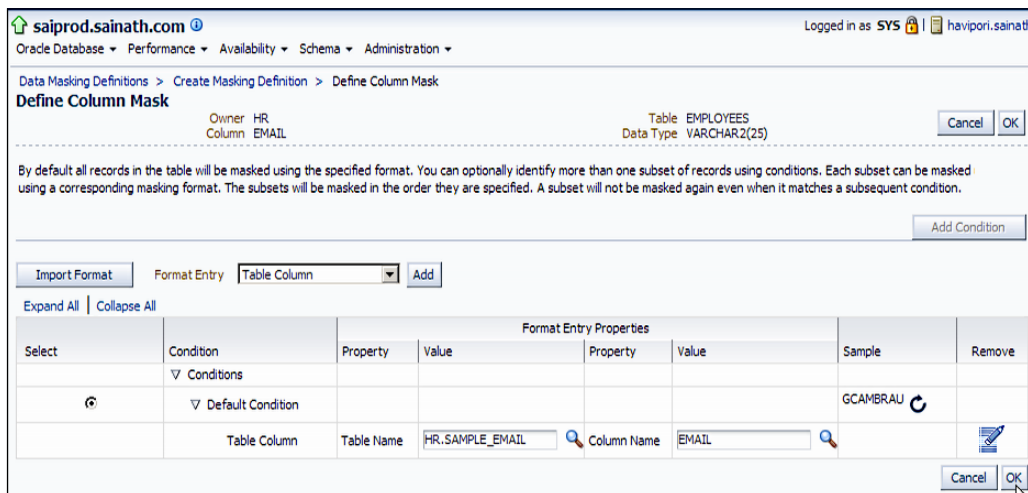 saiprod.sainath.com
Logged in as SYS
havipori.sainath
Oracle Database Performance Availability Schema Administration
Data Masking Definitions > Create Masking Definition > Define Column Mask
Define Column Mask
Owner HR
Table EMPLOYEES
Column EMAIL
Data Type VARCHAR2(25)
Cancel OK
By default all records in the table will be masked using the specified format. You can optionally identify more than one subset of records using conditions. Each subset can be masked
using a corresponding masking format. The subsets will be masked in the order they are specified. A subset will not be masked again even when it matches a subsequent condition.
Add Condition
Import Format Format Entry Table Column Add
Expand All | Collapse All
Format Entry Properties
Select Condition Property Value Property Value Sample Remove
Conditions
Default Condition GCAMBRAU
Table Column Table Name HR.SAMPLE_EMAIL Column Name EMAIL
Cancel OK